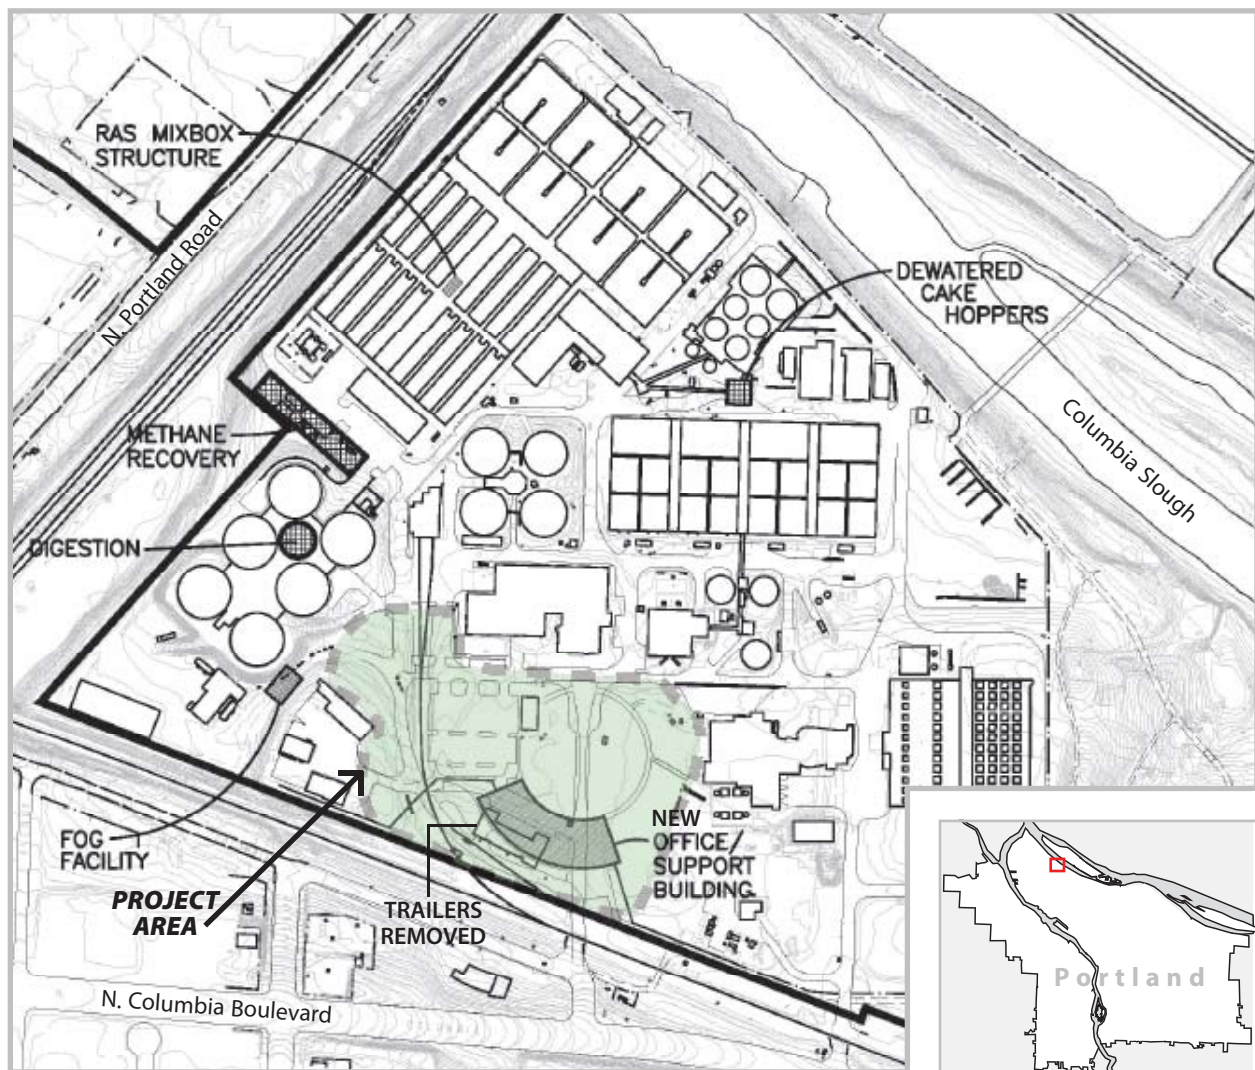 RAS MIXBOX
STRUCTURE
N. Portland Road
DEWATERED
CAKE
HOPPERS
Columbia Slough
METHANE
RECOVERY
DIGESTION
FOG
FACILITY
PROJECT
AREA
TRAILERS
REMOVED
NEW
OFFICE/
SUPPORT
BUILDING
N. Columbia Boulevard
Portland